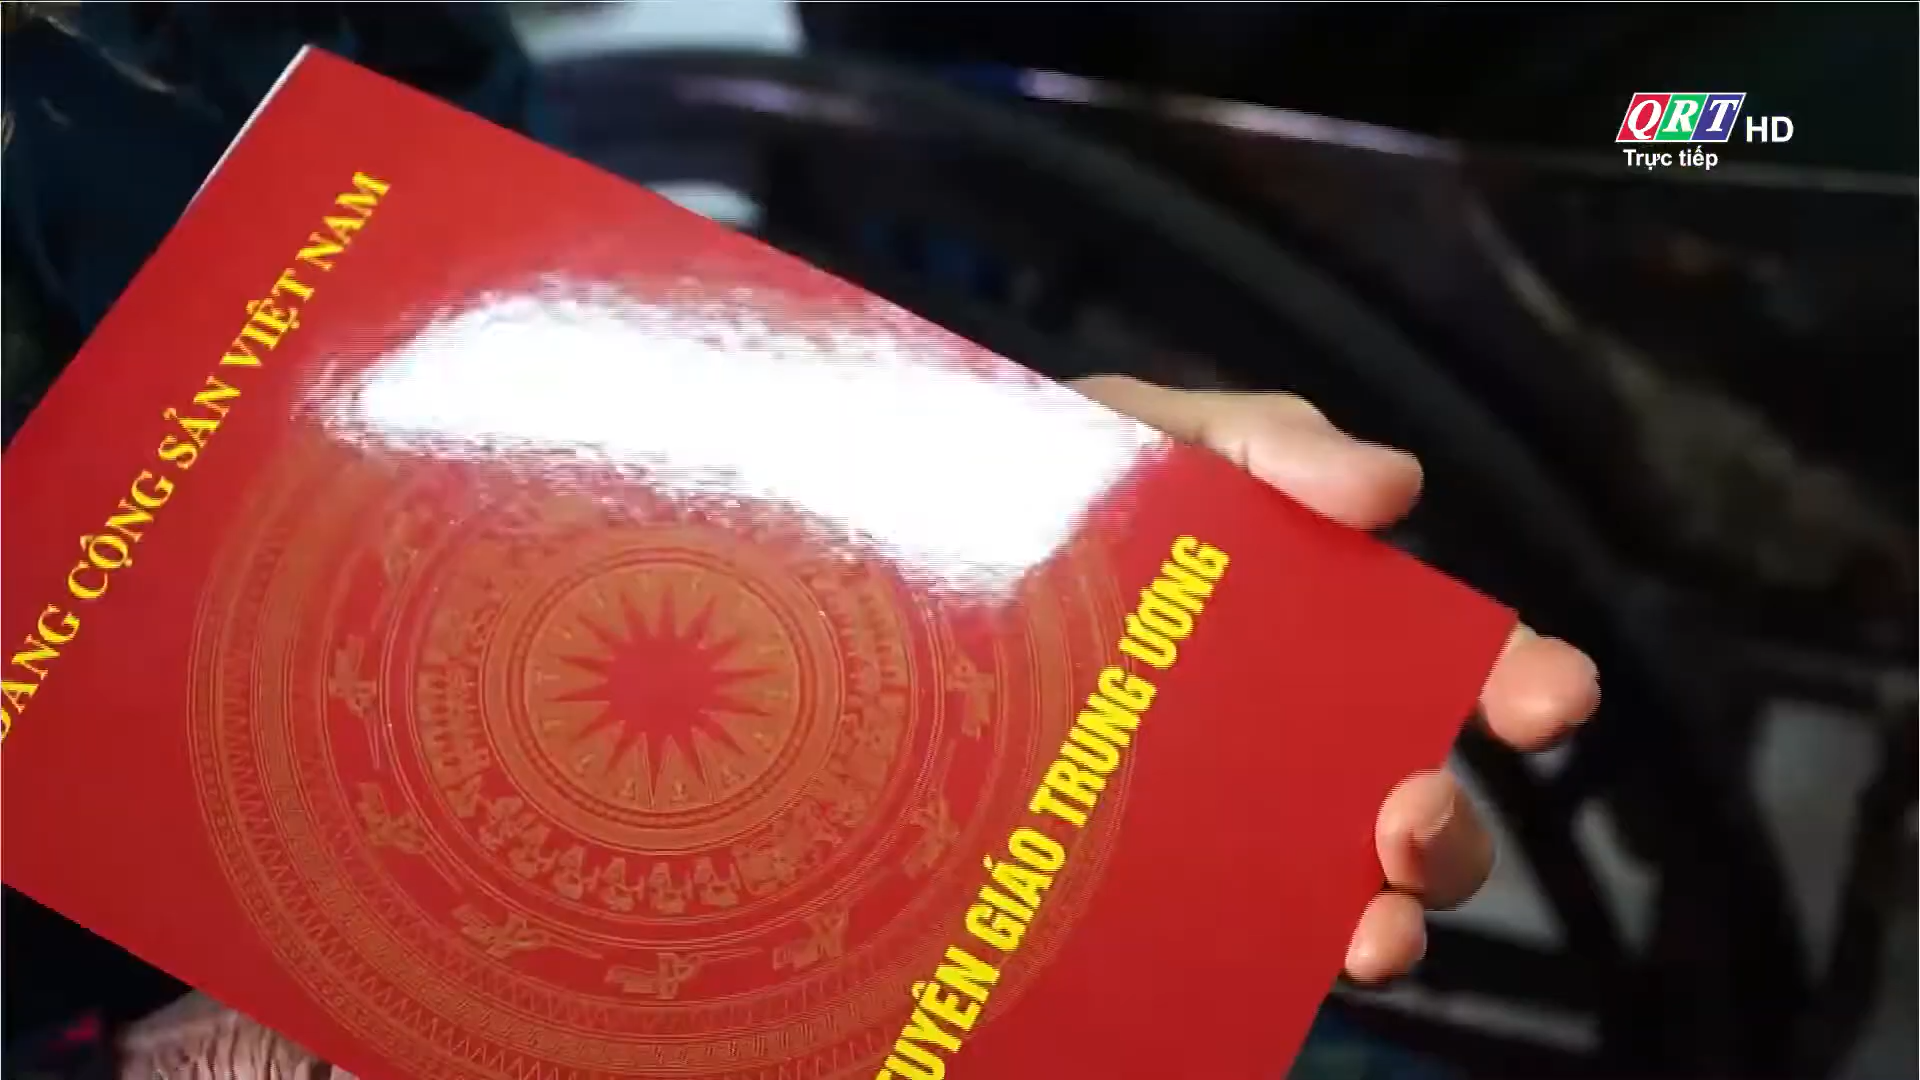 ĐẢNG CỘNG SẢN VIỆT NAM
TUYÊN GIÁO TRUNG ƯƠNG
QRT HD
Trực tiếp